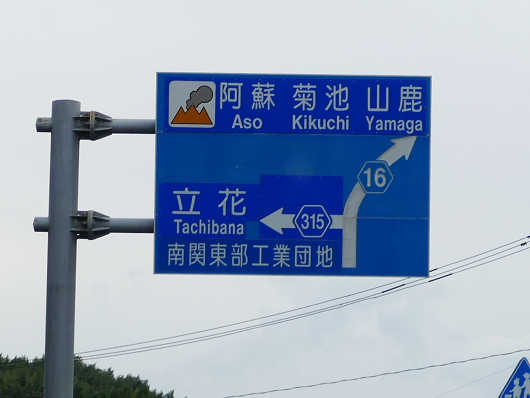 阿蘇 菊池 山鹿
Aso Kikuchi Yamaga
16
立花
315
Tachibana
南関東部工業団地